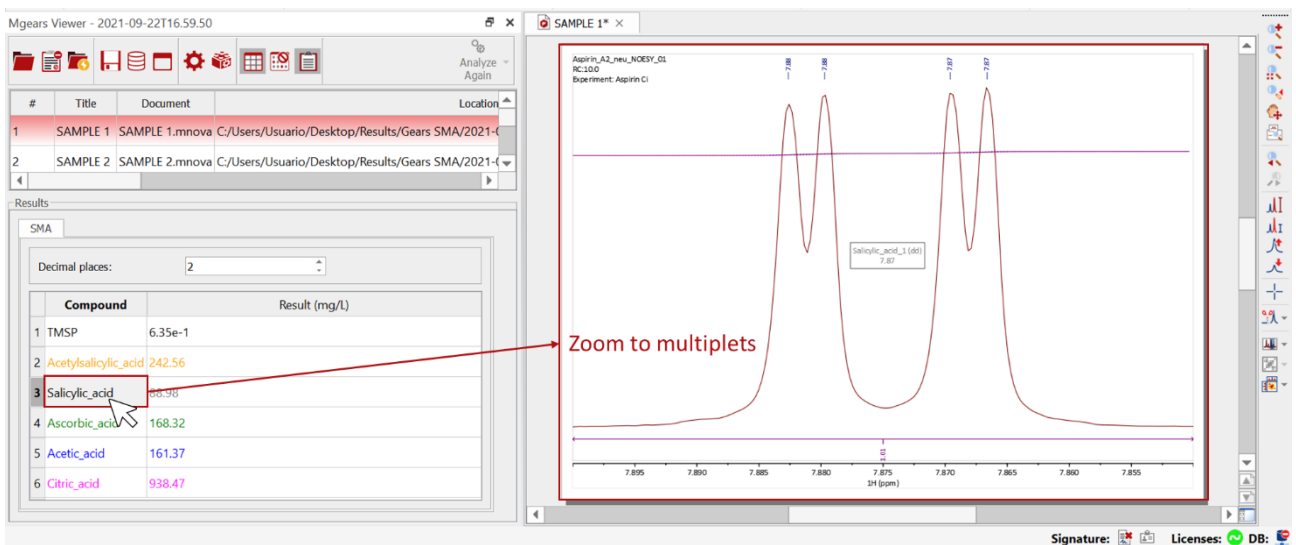 Mgears Viewer - 2021-09-22T16.59.50
Analyze
Again
# Title Document Location
1 SAMPLE 1 SAMPLE 1.mnova C:/Users/Usuario/Desktop/Results/Gears SMA/2021-0
2 SAMPLE 2 SAMPLE 2.mnova C:/Users/Usuario/Desktop/Results/Gears SMA/2021-(
Results
SMA
Decimal places: 2
Compound Result (mg/L)
1 TMSP 6.35e-1
2 Acetylsalicylic_acid 242.56
3 Salicylic_acid 88.98
4 Ascorbic_acid 168.32
5 Acetic_acid 161.37
6 Citric_acid 938.47
SAMPLE 1*
Aspirin_A2_neu_NOESY_01
RC:10.0
Experiment: Aspirin Ci
7.88 7.88 7.87 7.87
Salicylic_acid_1 (dd)
7.87
Zoom to multiplets
1.01
7.895 7.890 7.885 7.880 7.875 7.870 7.865 7.860 7.855
1H (ppm)
Signature: Licenses: DB: